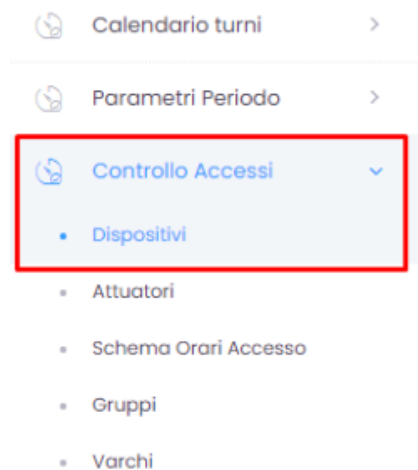 Calendario turni
Parametri Periodo
Controllo Accessi
Dispositivi
Attuatori
Schema Orari Accesso
Gruppi
Varchi